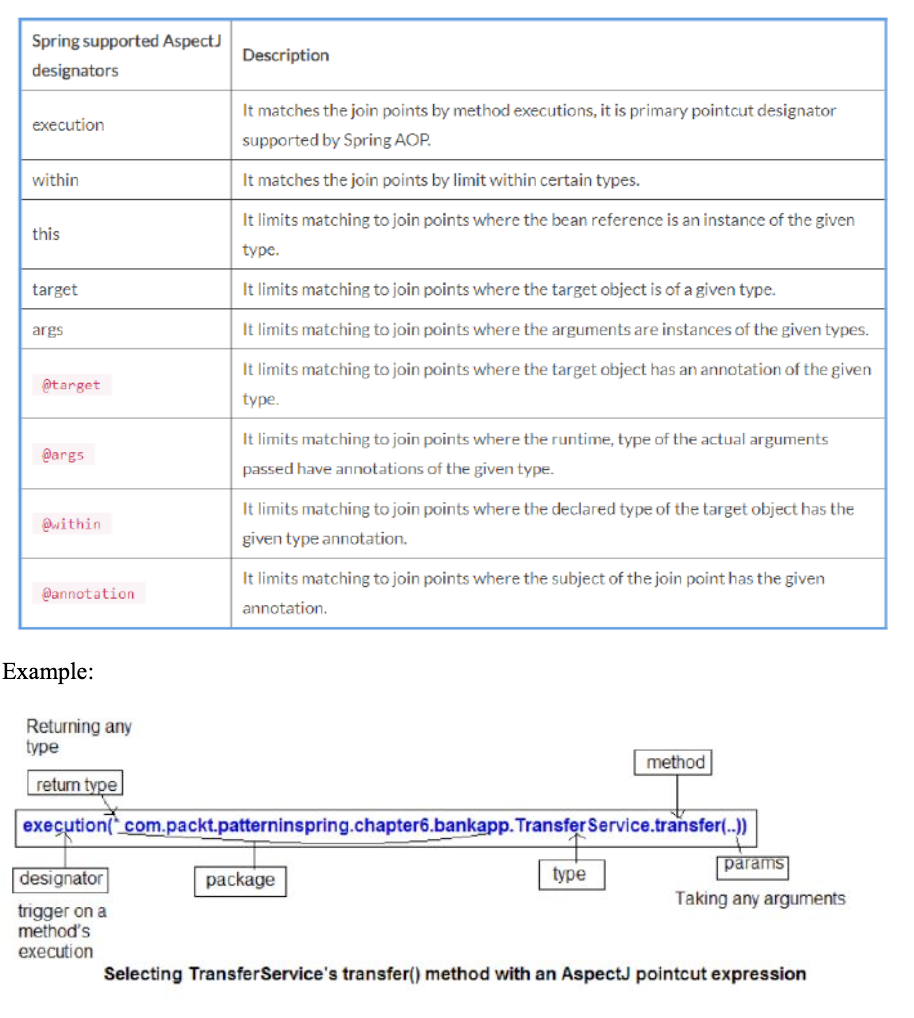 Spring supported AspectJ
designators
Description
execution
It matches the join points by method executions, it is primary pointcut designator
supported by Spring AOP.
within
It matches the join points by limit within certain types.
this
It limits matching to join points where the bean reference is an instance of the given
type.
target
It limits matching to join points where the target object is of a given type.
args
It limits matching to join points where the arguments are instances of the given types.
@target
It limits matching to join points where the target object has an annotation of the given
type.
@args
It limits matching to join points where the runtime, type of the actual arguments
passed have annotations of the given type.
@within
It limits matching to join points where the declared type of the target object has the
given type annotation.
@annotation
It limits matching to join points where the subject of the join point has the given
annotation.
Example:
Returning any
type
return type
method
execution(* com.packt.patterninspring.chapter6.bankapp.TransferService.transfer(..))
designator
package
type
params
trigger on a
method's
execution
Taking any arguments
Selecting TransferService's transfer() method with an AspectJ pointcut expression